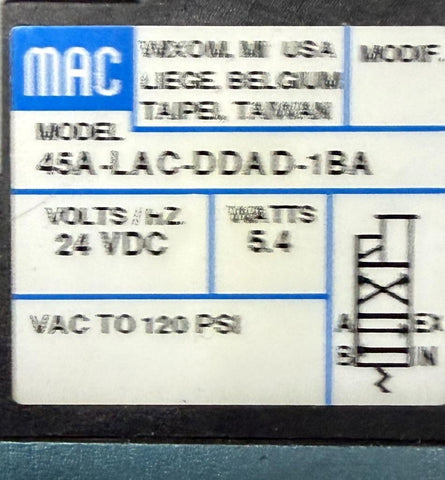 MAC
WIXOM, MI USA
LIEGE, BELGIUM
TAIPEI, TAIWAN
MODIF.
MODEL
45A-LAC-DDAD-1BA
VOLTS/HZ.
24 VDC
WATTS
5.4
VAC TO 120 PSI
A EX
B IN